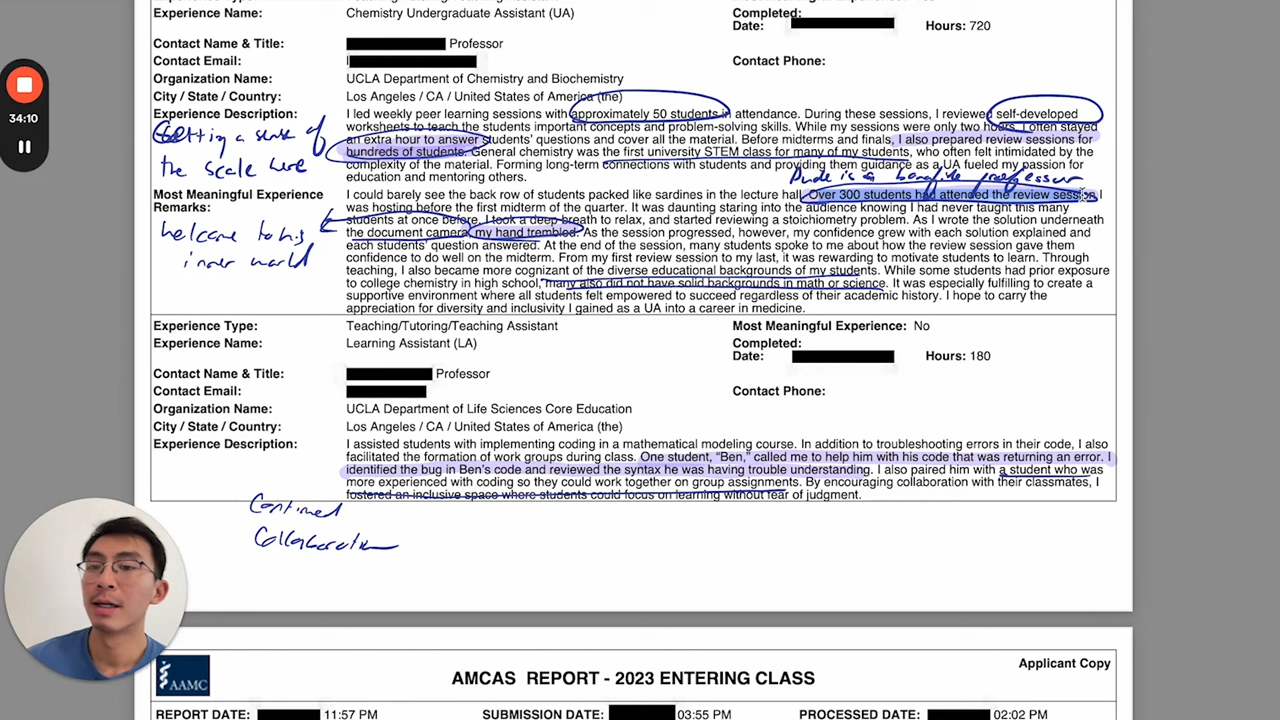 Chemistry Undergraduate Assistant (UA)
Experience Name:
Completed:
Date:
Hours: 720
Contact Name & Title:
Professor
Contact Email:
Contact Phone:
Organization Name:
UCLA Department of Chemistry and Biochemistry
City / State / Country:
Los Angeles / CA / United States of America (the)
Experience Description:
I led weekly peer learning sessions with approximately 50 students in attendance. During these sessions, I reviewed self-developed
worksheets to teach the students important concepts and problem-solving skills. While my sessions were only two hours, I often stayed
an extra hour to answer students' questions and cover all the material. Before midterms and finals, I also prepared review sessions for
hundreds of students. General chemistry was the first university STEM class for many of my students, who often felt intimidated by the
complexity of the material. Forming long-term connections with students and providing them guidance as a UA fueled my passion for
education and mentoring others.
Getting a sense of
the scale here
Dude is a bonafide professor
Most Meaningful Experience
Remarks:
I could barely see the back row of students packed like sardines in the lecture hall. Over 300 students had attended the review session I
was hosting before the first midterm of the quarter. It was daunting staring into the audience knowing I had never taught this many
students at once before. I took a deep breath to relax, and started reviewing a stoichiometry problem. As I wrote the solution underneath
the document camera, my hand trembled. As the session progressed, however, my confidence grew with each solution explained and
each students' question answered. At the end of the session, many students spoke to me about how the review session gave them
confidence to do well on the midterm. From my first review session to my last, it was rewarding to motivate students to learn. Through
teaching, I also became more cognizant of the diverse educational backgrounds of my students. While some students had prior exposure
to college chemistry in high school, many also did not have solid backgrounds in math or science. It was especially fulfilling to create a
supportive environment where all students felt empowered to succeed regardless of their academic history. I hope to carry the
appreciation for diversity and inclusivity I gained as a UA into a career in medicine.
welcome to his
inner world
Experience Type:
Teaching/Tutoring/Teaching Assistant
Most Meaningful Experience: No
Experience Name:
Learning Assistant (LA)
Completed:
Date:
Hours: 180
Contact Name & Title:
Professor
Contact Email:
Contact Phone:
Organization Name:
UCLA Department of Life Sciences Core Education
City / State / Country:
Los Angeles / CA / United States of America (the)
Experience Description:
I assisted students with implementing coding in a mathematical modeling course. In addition to troubleshooting errors in their code, I also
facilitated the formation of work groups during class. One student, "Ben," called me to help him with his code that was returning an error. I
identified the bug in Ben's code and reviewed the syntax he was having trouble understanding. I also paired him with a student who was
more experienced with coding so they could work together on group assignments. By encouraging collaboration with their classmates, I
fostered an inclusive space where students could focus on learning without fear of judgment.
Continued
Collaboration
34:10
AAMC
AMCAS REPORT - 2023 ENTERING CLASS
Applicant Copy
REPORT DATE:
11:57 PM
SUBMISSION DATE:
03:55 PM
PROCESSED DATE:
02:02 PM